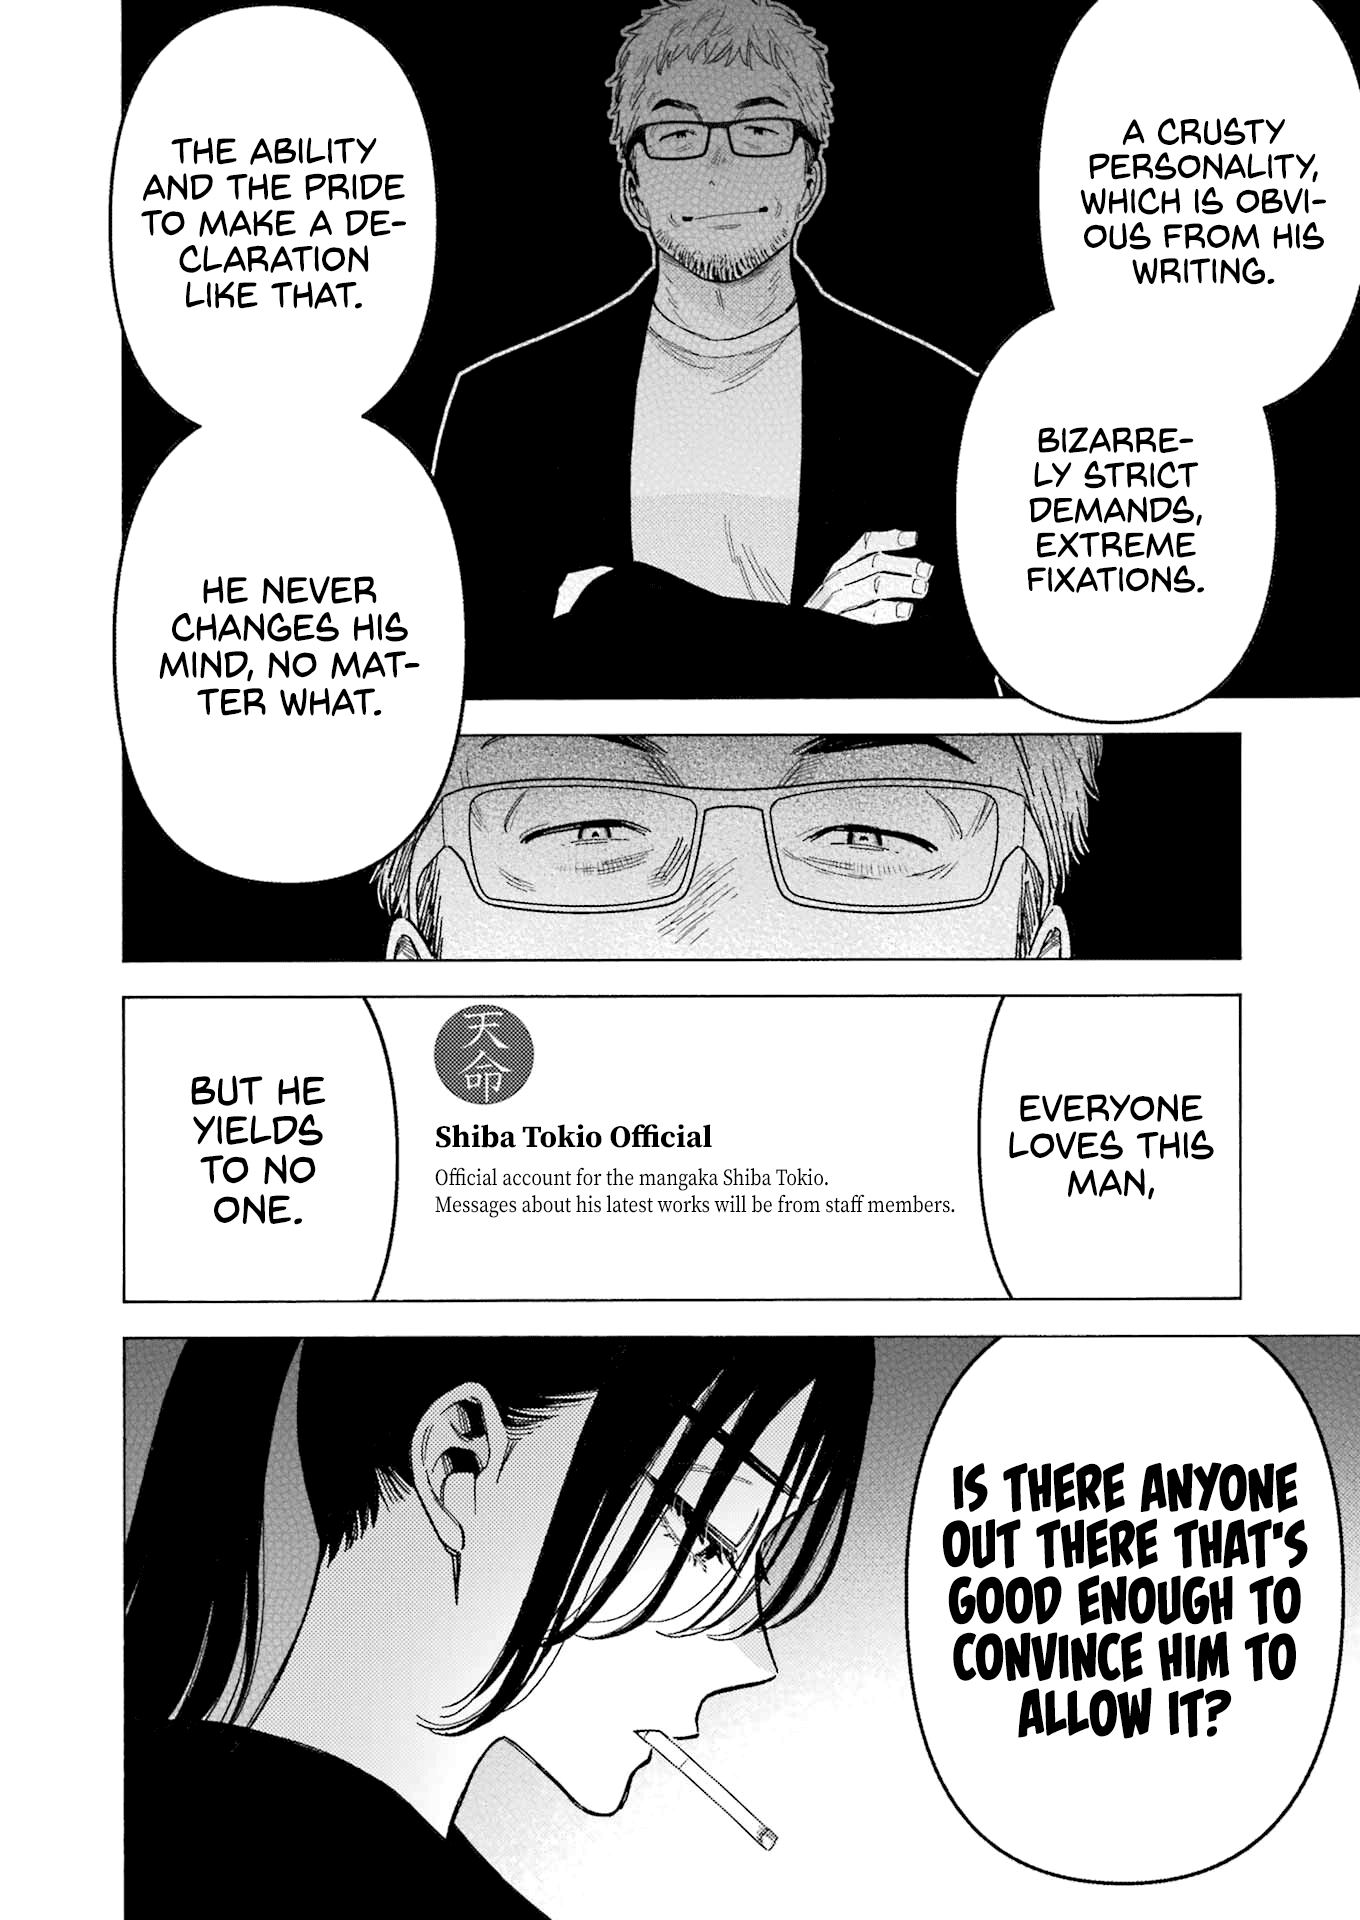 A CRUSTY
PERSONALITY,
WHICH IS OBVI-
OUS FROM HIS
WRITING.
BIZARRE-
LY STRICT
DEMANDS,
EXTREME
FIXATIONS.
THE ABILITY
AND THE PRIDE
TO MAKE A DE-
CLARATION
LIKE THAT.
HE NEVER
CHANGES HIS
MIND, NO MAT-
TER WHAT.
EVERYONE
LOVES THIS
MAN,
天命
Shiba Tokio Official
Official account for the mangaka Shiba Tokio.
Messages about his latest works will be from staff members.
BUT HE
YIELDS
TO NO
ONE.
IS THERE ANYONE
OUT THERE THAT'S
GOOD ENOUGH TO
CONVINCE HIM TO
ALLOW IT?